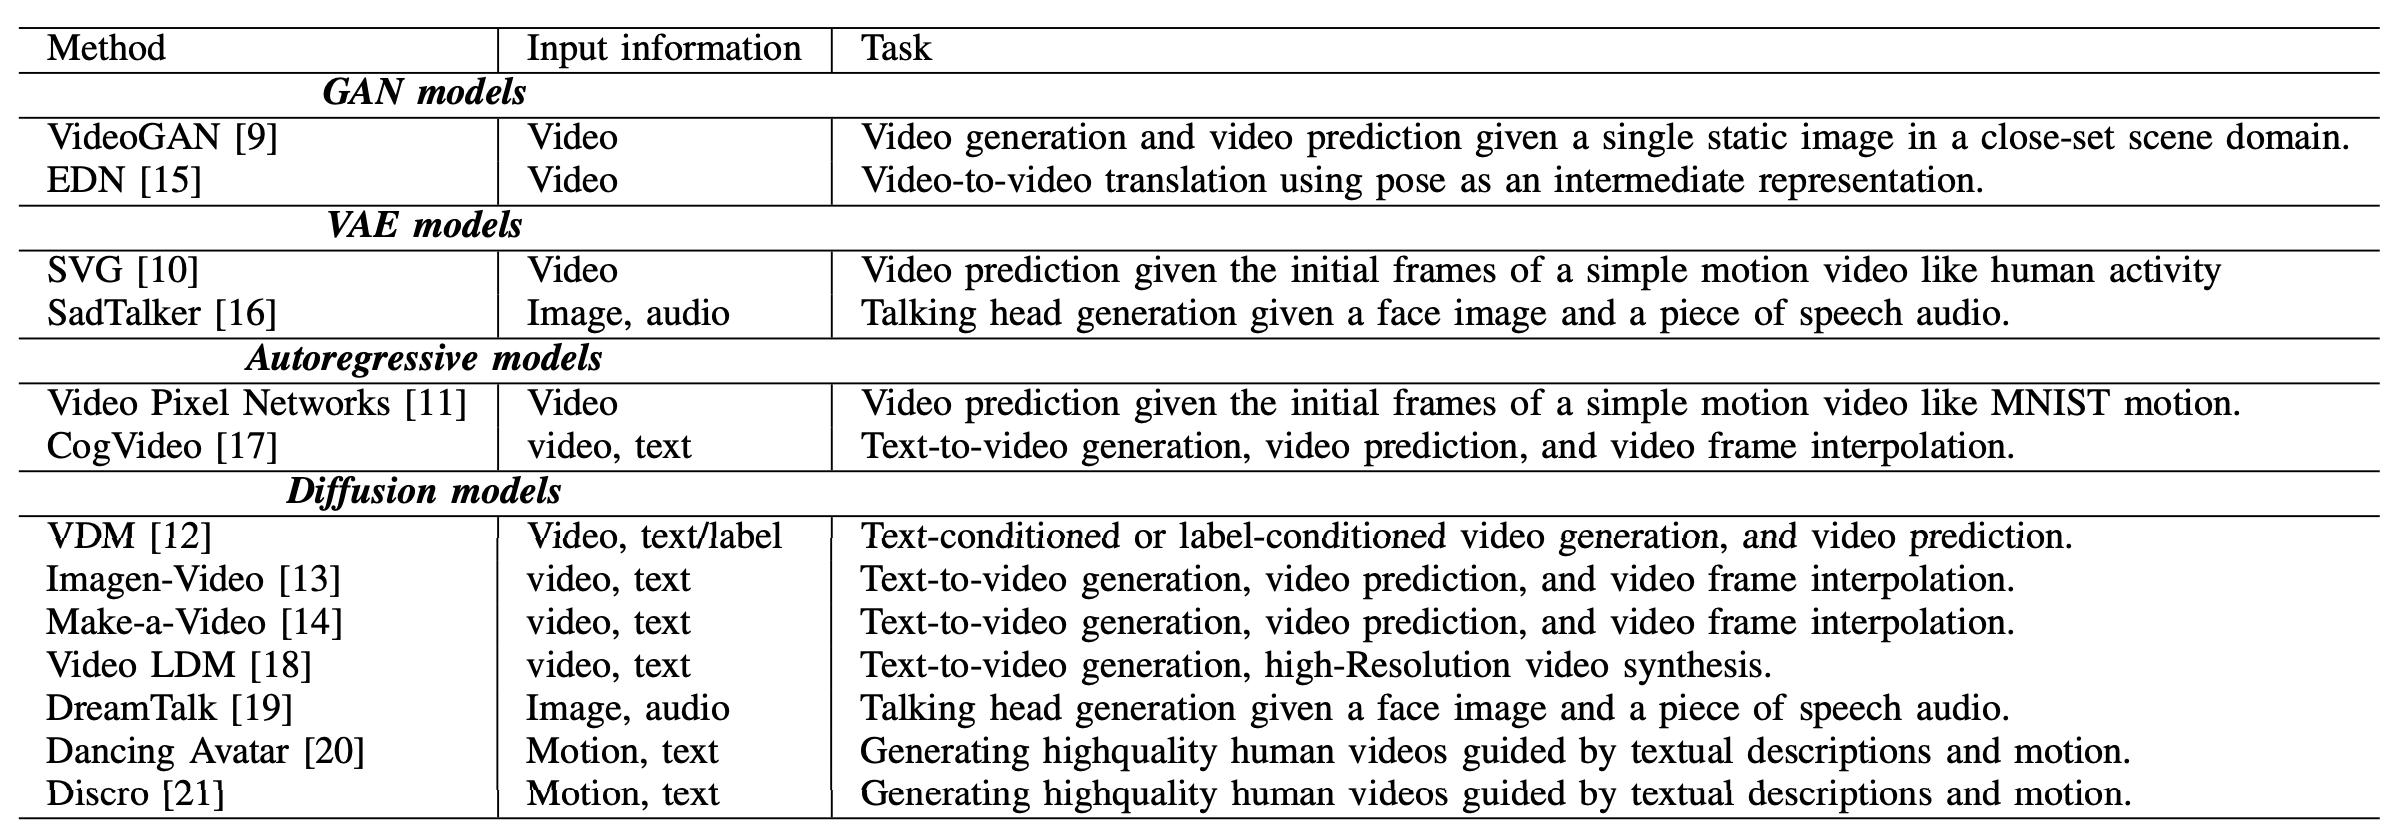 Method Input information Task
GAN models
VideoGAN [9] Video Video generation and video prediction given a single static image in a close-set scene domain.
EDN [15] Video Video-to-video translation using pose as an intermediate representation.
VAE models
SVG [10] Video Video prediction given the initial frames of a simple motion video like human activity
SadTalker [16] Image, audio Talking head generation given a face image and a piece of speech audio.
Autoregressive models
Video Pixel Networks [11] Video Video prediction given the initial frames of a simple motion video like MNIST motion.
CogVideo [17] video, text Text-to-video generation, video prediction, and video frame interpolation.
Diffusion models
VDM [12] Video, text/label Text-conditioned or label-conditioned video generation, and video prediction.
Imagen-Video [13] video, text Text-to-video generation, video prediction, and video frame interpolation.
Make-a-Video [14] video, text Text-to-video generation, video prediction, and video frame interpolation.
Video LDM [18] video, text Text-to-video generation, high-Resolution video synthesis.
DreamTalk [19] Image, audio Talking head generation given a face image and a piece of speech audio.
Dancing Avatar [20] Motion, text Generating highquality human videos guided by textual descriptions and motion.
Discro [21] Motion, text Generating highquality human videos guided by textual descriptions and motion.